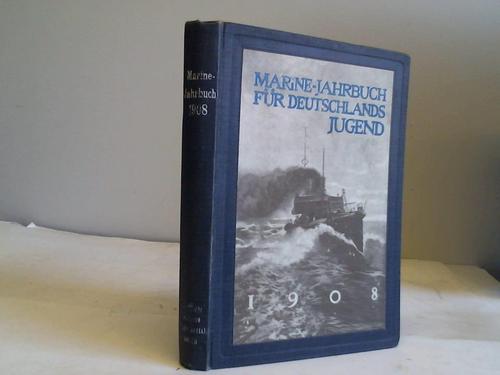 Marine-
Jahrbuch
1908
MARINE-JAHRBUCH
FÜR DEUTSCHLANDS
JUGEND
1908